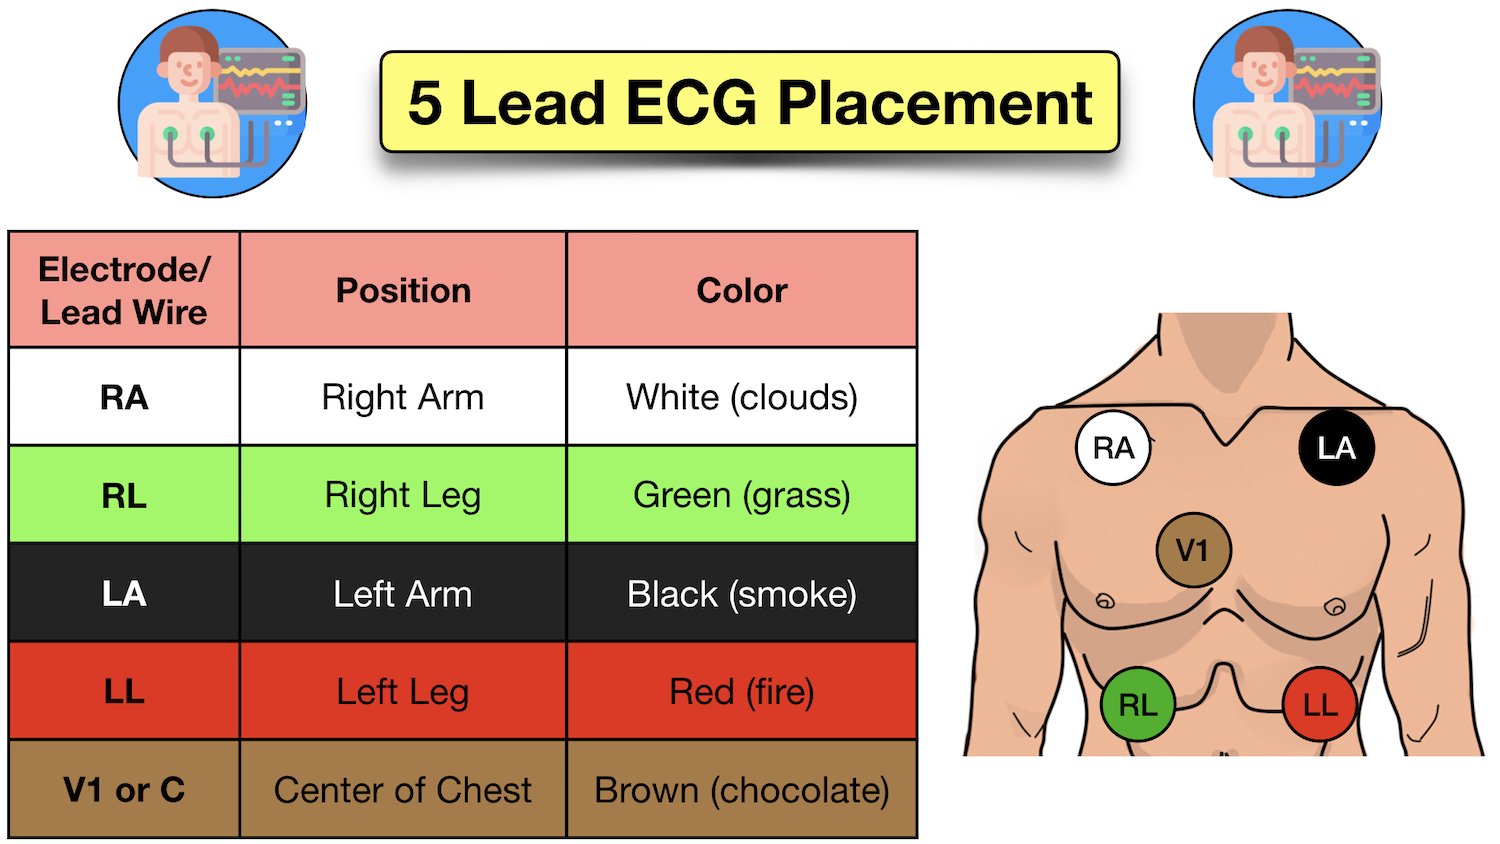 5 Lead ECG Placement
Electrode/
Lead Wire
Position
Color
RA
Right Arm
White (clouds)
RL
Right Leg
Green (grass)
LA
Left Arm
Black (smoke)
LL
Left Leg
Red (fire)
V1 or C
Center of Chest
Brown (chocolate)
RA
LA
V1
RL
LL